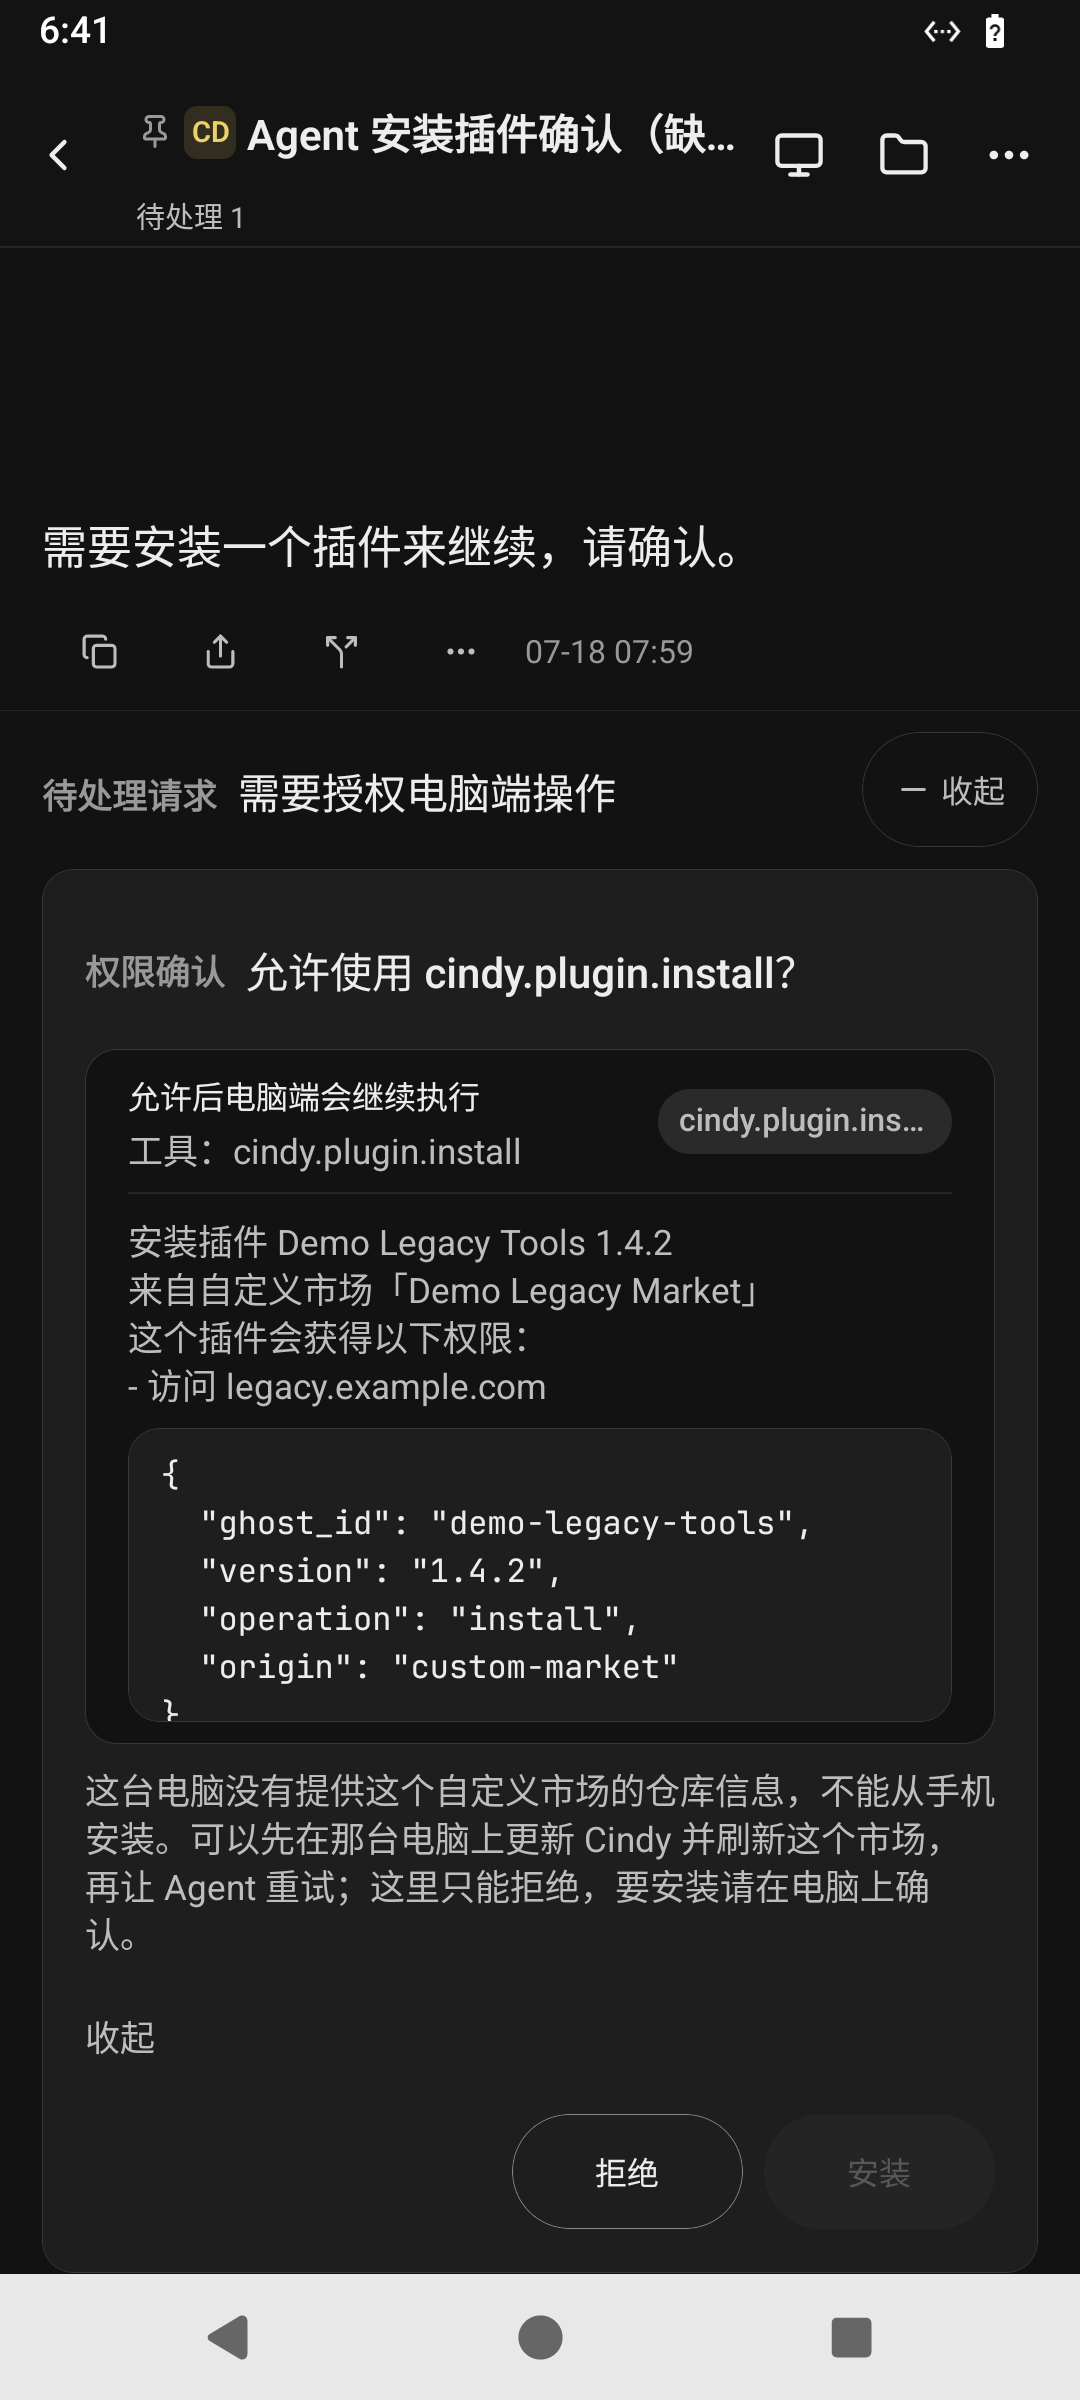 6:41
CD Agent 安装插件确认（缺...
待处理 1
需要安装一个插件来继续，请确认。
07-18 07:59
待处理请求 需要授权电脑端操作
收起
权限确认 允许使用 cindy.plugin.install?
允许后电脑端会继续执行
cindy.plugin.ins...
工具：cindy.plugin.install
安装插件 Demo Legacy Tools 1.4.2
来自自定义市场「Demo Legacy Market」
这个插件会获得以下权限：
- 访问 legacy.example.com
{
"ghost_id": "demo-legacy-tools",
"version": "1.4.2",
"operation": "install",
"origin": "custom-market"
}
这台电脑没有提供这个自定义市场的仓库信息，不能从手机
安装。可以先在那台电脑上更新 Cindy 并刷新这个市场，
再让 Agent 重试；这里只能拒绝，要安装请在电脑上确
认。
收起
拒绝
安装